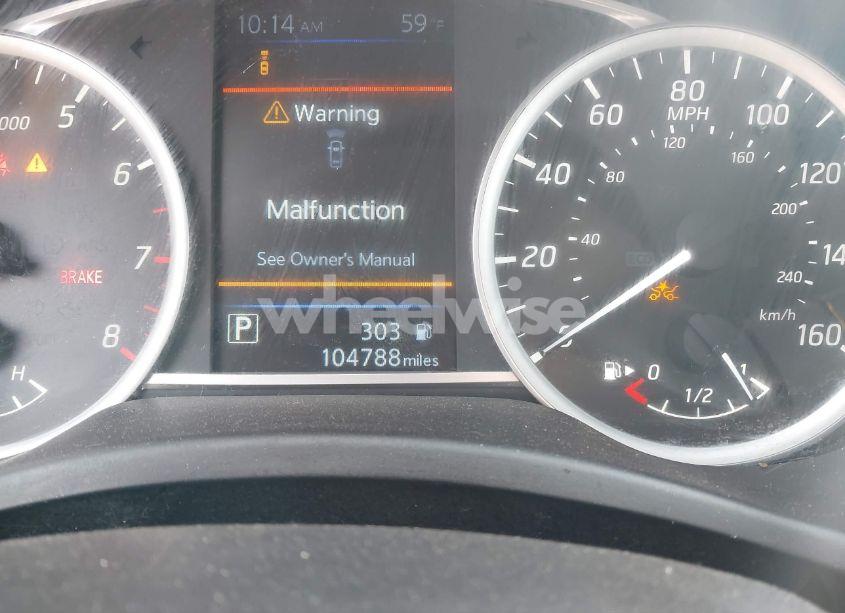 10:14 AM 59°F
Warning
Malfunction
See Owner's Manual
P 303
104788 miles
000 5
6
7
8
BRAKE
H
20 40 60 80 100 120 160
MPH
40 80 120 160 200 240
km/h
ECO
0 1/2 1
wheelwise